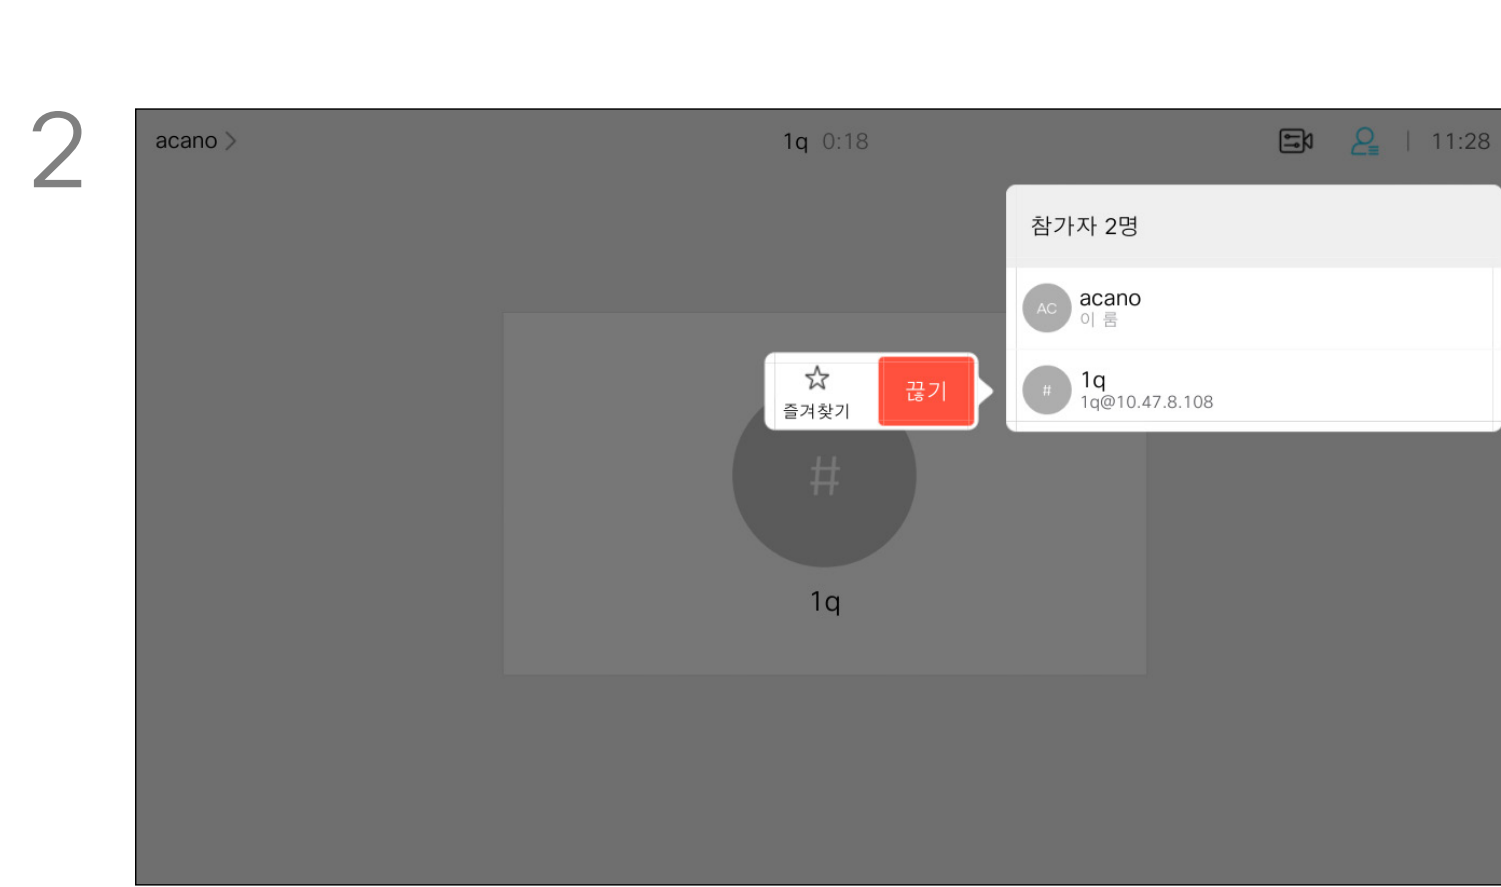 2
acano >
1q 0:18
11:28
참가자 2명
AC
acano
이 룸
#
1q
1q@10.47.8.108
즐겨찾기
끊기
#
1q